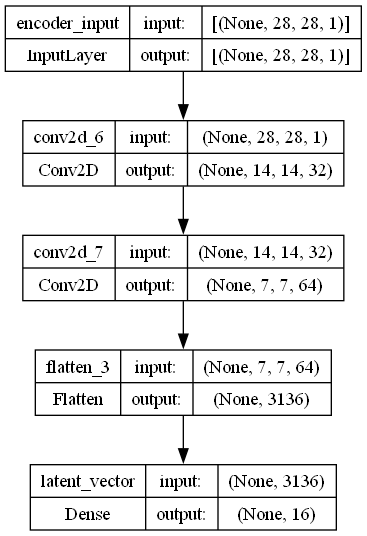 encoder_input input: [(None, 28, 28, 1)]
InputLayer output: [(None, 28, 28, 1)]
conv2d_6 input: (None, 28, 28, 1)
Conv2D output: (None, 14, 14, 32)
conv2d_7 input: (None, 14, 14, 32)
Conv2D output: (None, 7, 7, 64)
flatten_3 input: (None, 7, 7, 64)
Flatten output: (None, 3136)
latent_vector input: (None, 3136)
Dense output: (None, 16)